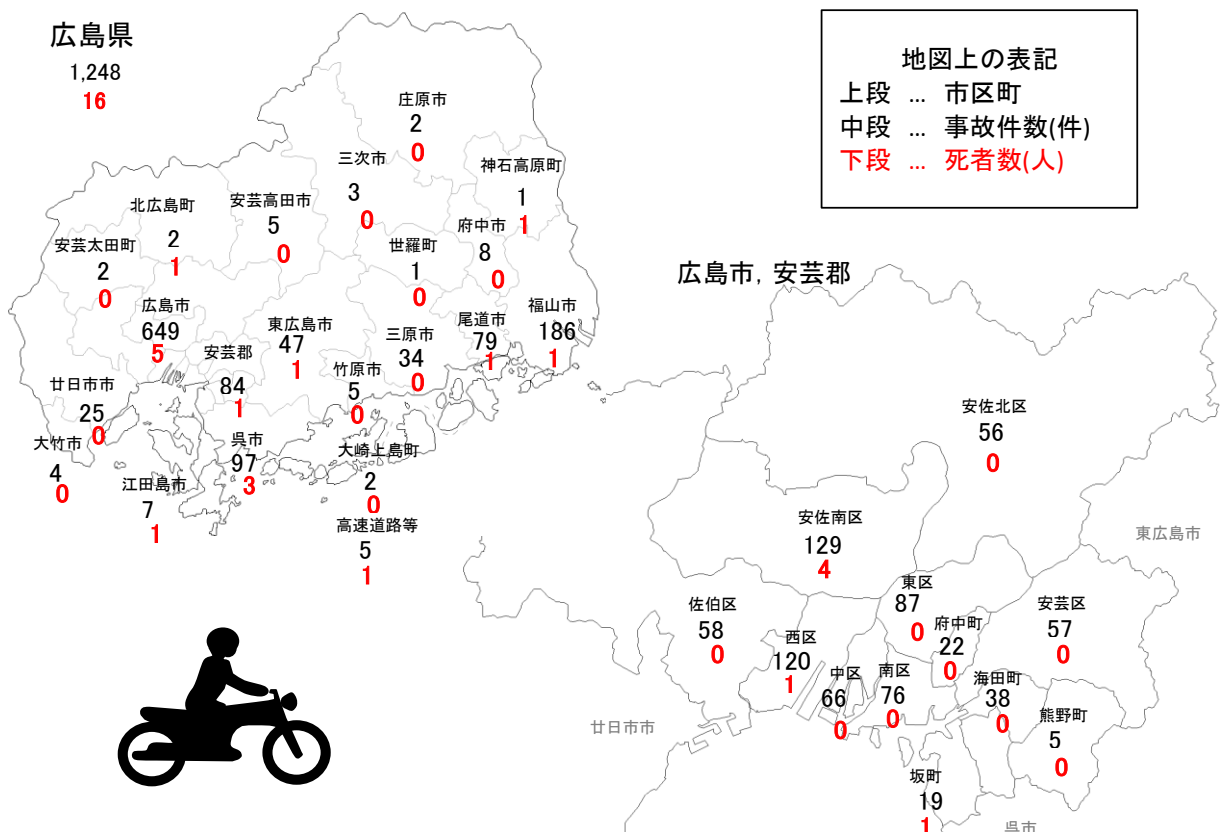 広島県
1,248
16
地図上の表記
上段 … 市区町
中段 … 事故件数(件)
下段 … 死者数(人)
庄原市
2
0
三次市
3
0
神石高原町
1
1
北広島町
2
1
安芸高田市
5
0
府中市
8
0
安芸太田町
2
0
世羅町
1
0
広島市
649
5
安芸郡
84
1
東広島市
47
1
三原市
34
0
尾道市
79
1
福山市
186
1
竹原市
5
0
廿日市市
25
0
大竹市
4
0
江田島市
7
1
呉市
97
3
大崎上島町
2
0
高速道路等
5
1
広島市, 安芸郡
安佐北区
56
0
安佐南区
129
4
東広島市
東区
87
0
府中町
22
0
安芸区
57
0
佐伯区
58
0
西区
120
1
中区
66
0
南区
76
0
海田町
38
0
熊野町
5
0
廿日市市
坂町
19
1
呉市